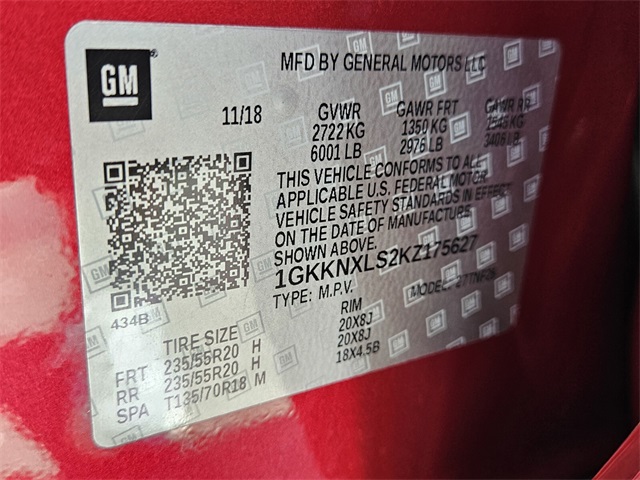 GM
MFD BY GENERAL MOTORS LLC
11/18 GVWR GAWR FRT GAWR RR
2722 KG 1350 KG
6001 LB 2976 LB
THIS VEHICLE CONFORMS TO ALL
APPLICABLE U.S. FEDERAL MOTOR
VEHICLE SAFETY STANDARDS IN EFFECT
ON THE DATE OF MANUFACTURE
SHOWN ABOVE.
1GKKNXLS2KZ175627
TYPE: M.P.V. MODEL:
434B
TIRE SIZE RIM
FRT 235/55R20 H 20X8J
RR 235/55R20 H 20X8J
SPA T135/70R18 M 18X4.5B